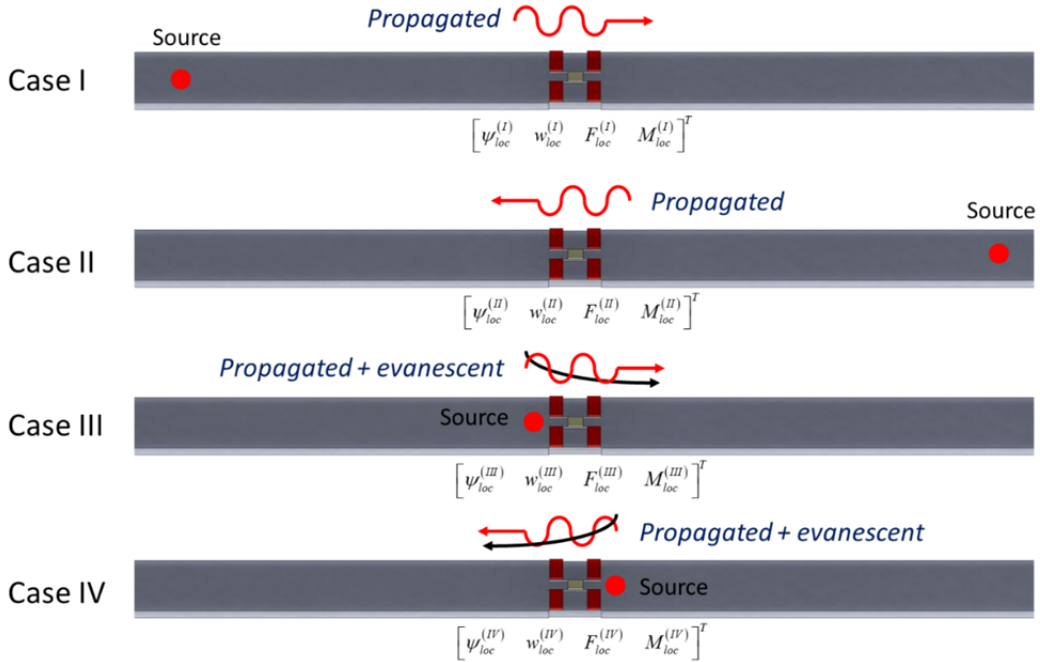 Propagated
Source
Case I
[ψ_loc^(I) w_loc^(I) F_loc^(I) M_loc^(I)]^T
Propagated
Source
Case II
[ψ_loc^(II) w_loc^(II) F_loc^(II) M_loc^(II)]^T
Propagated + evanescent
Source
Case III
[ψ_loc^(III) w_loc^(III) F_loc^(III) M_loc^(III)]^T
Propagated + evanescent
Case IV
Source
[ψ_loc^(IV) w_loc^(IV) F_loc^(IV) M_loc^(IV)]^T